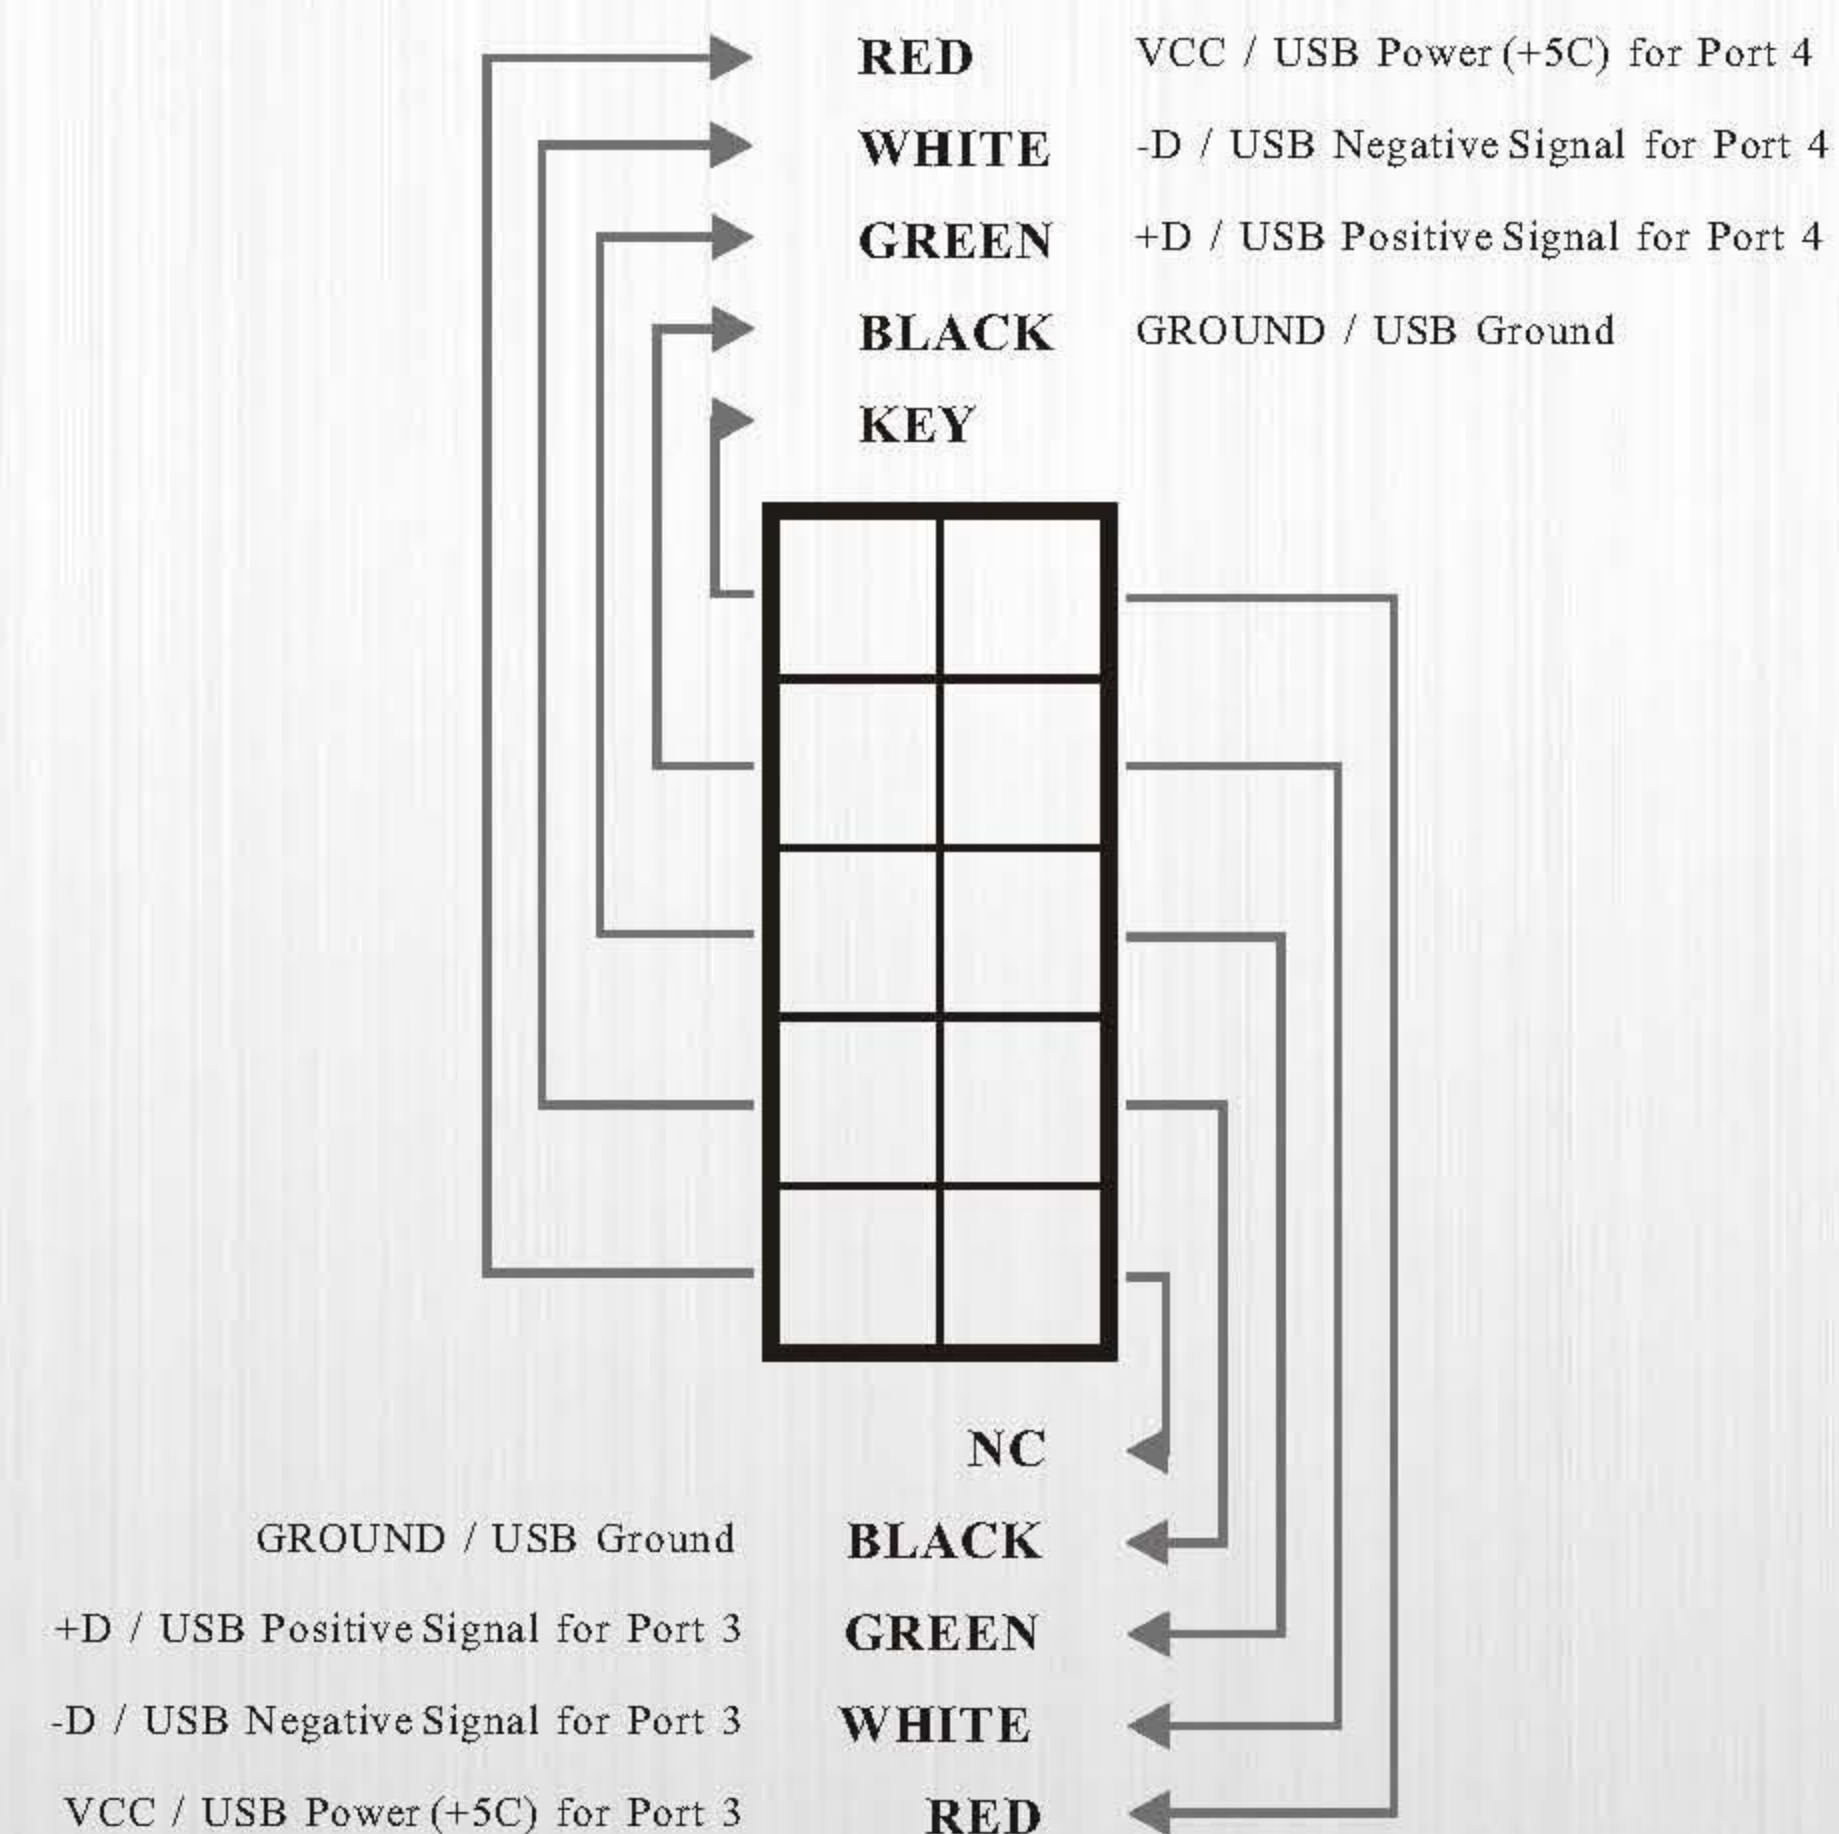 RED VCC / USB Power (+5C) for Port 4
WHITE -D / USB Negative Signal for Port 4
GREEN +D / USB Positive Signal for Port 4
BLACK GROUND / USB Ground
KEY
NC
GROUND / USB Ground BLACK
+D / USB Positive Signal for Port 3 GREEN
-D / USB Negative Signal for Port 3 WHITE
VCC / USB Power (+5C) for Port 3 RED